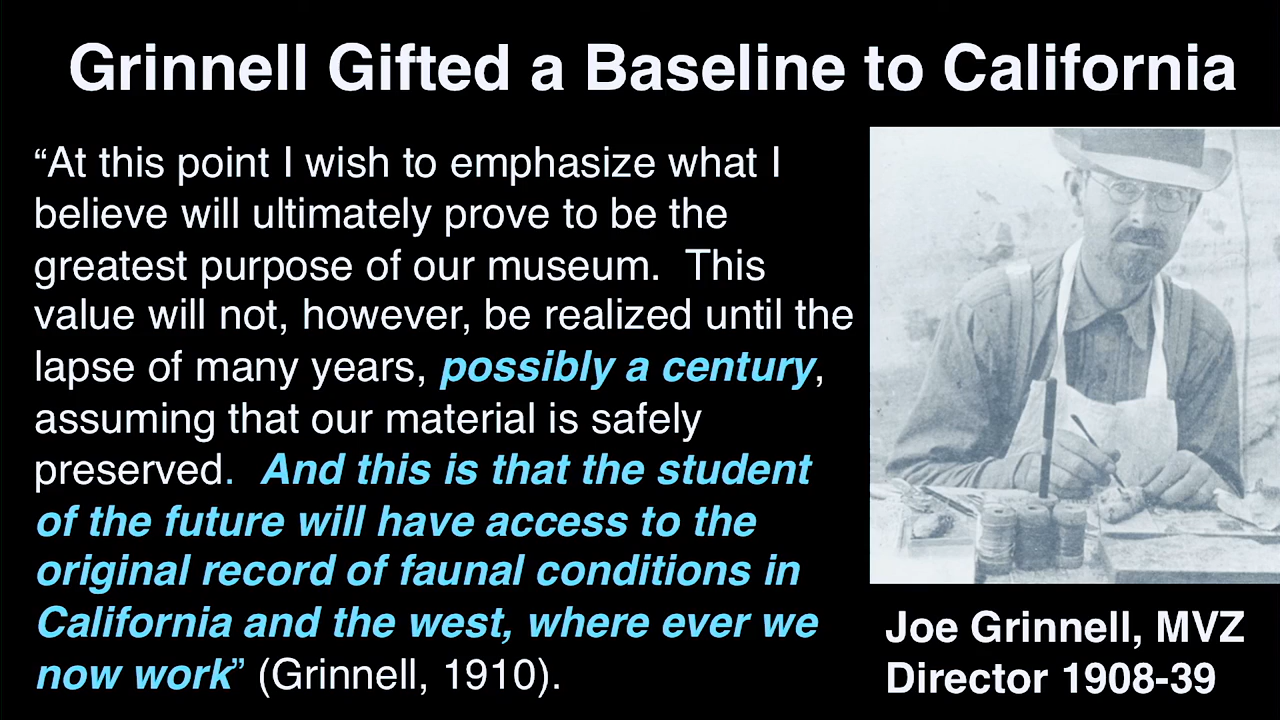 Grinnell Gifted a Baseline to California
“At this point I wish to emphasize what I
believe will ultimately prove to be the
greatest purpose of our museum.  This
value will not, however, be realized until the
lapse of many years, possibly a century,
assuming that our material is safely
preserved.  And this is that the student
of the future will have access to the
original record of faunal conditions in
California and the west, where ever we
now work” (Grinnell, 1910).
Joe Grinnell, MVZ
Director 1908-39